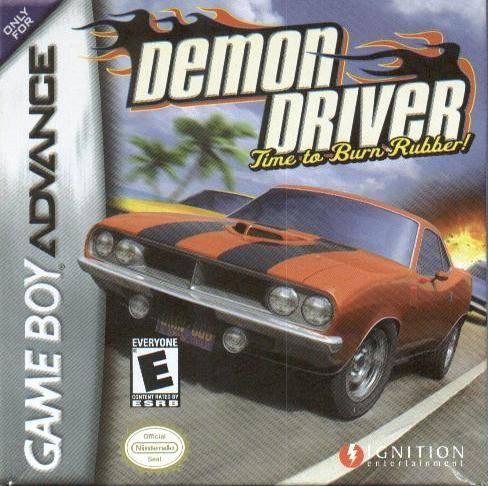 ONLY
FOR
GAME BOY ADVANCE
DEMON
DRIVER
Time to Burn Rubber!
EVERYONE
E
CONTENT RATED BY
ESRB
Official
Nintendo
Seal
IGNITION
entertainment